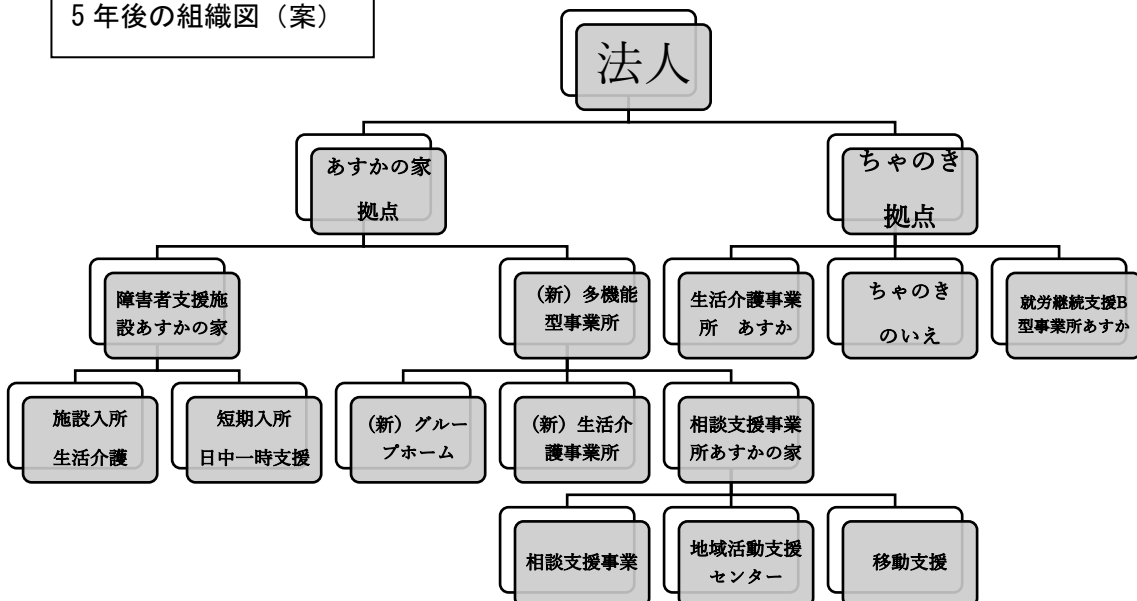 5年後の組織図（案）
法人
あすかの家
拠点
ちゃのき
拠点
障害者支援施
設あすかの家
（新）多機能
型事業所
生活介護事業
所　あすか
ちゃのき
のいえ
就労継続支援B
型事業所あすか
施設入所
生活介護
短期入所
日中一時支援
（新）グルー
プホーム
（新）生活介
護事業所
相談支援事業
所あすかの家
相談支援事業
地域活動支援
センター
移動支援